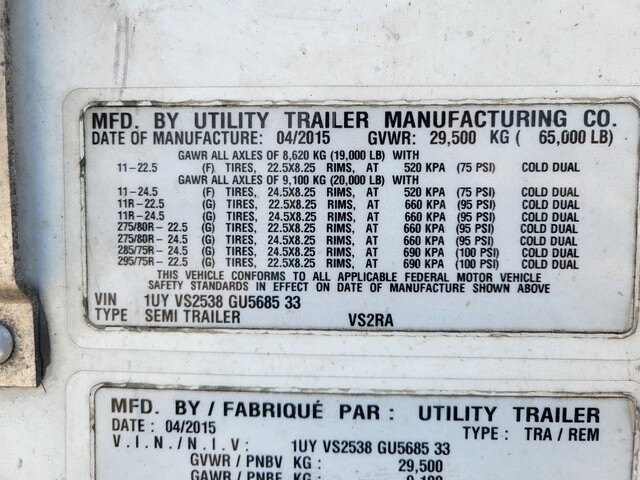 MFD. BY UTILITY TRAILER MANUFACTURING CO.
DATE OF MANUFACTURE: 04/2015 GVWR: 29,500 KG ( 65,000 LB)
GAWR ALL AXLES OF 8,620 KG (19,000 LB) WITH
11-22.5 (F) TIRES, 22.5X8.25 RIMS, AT 520 KPA (75 PSI) COLD DUAL
GAWR ALL AXLES OF 9,100 KG (20,000 LB) WITH
11-24.5 (F) TIRES, 24.5X8.25 RIMS, AT 520 KPA (75 PSI) COLD DUAL
11R-22.5 (G) TIRES, 22.5X8.25 RIMS, AT 660 KPA (95 PSI) COLD DUAL
11R-24.5 (G) TIRES, 24.5X8.25 RIMS, AT 660 KPA (95 PSI) COLD DUAL
275/80R-22.5 (G) TIRES, 22.5X8.25 RIMS, AT 660 KPA (95 PSI) COLD DUAL
275/80R-24.5 (G) TIRES, 24.5X8.25 RIMS, AT 660 KPA (95 PSI) COLD DUAL
285/75R-24.5 (G) TIRES, 24.5X8.25 RIMS, AT 690 KPA (100 PSI) COLD DUAL
295/75R-22.5 (G) TIRES, 22.5X8.25 RIMS, AT 690 KPA (100 PSI) COLD DUAL
THIS VEHICLE CONFORMS TO ALL APPLICABLE FEDERAL MOTOR VEHICLE
SAFETY STANDARDS IN EFFECT ON DATE OF MANUFACTURE SHOWN ABOVE
VIN 1UY VS2538 GU5685 33
TYPE SEMI TRAILER VS2RA
MFD. BY / FABRIQUÉ PAR : UTILITY TRAILER
DATE : 04/2015 TYPE : TRA / REM
V.I.N. / N.I.V : 1UY VS2538 GU5685 33
GVWR / PNBV KG : 29,500
GAWR / PNBE KG :